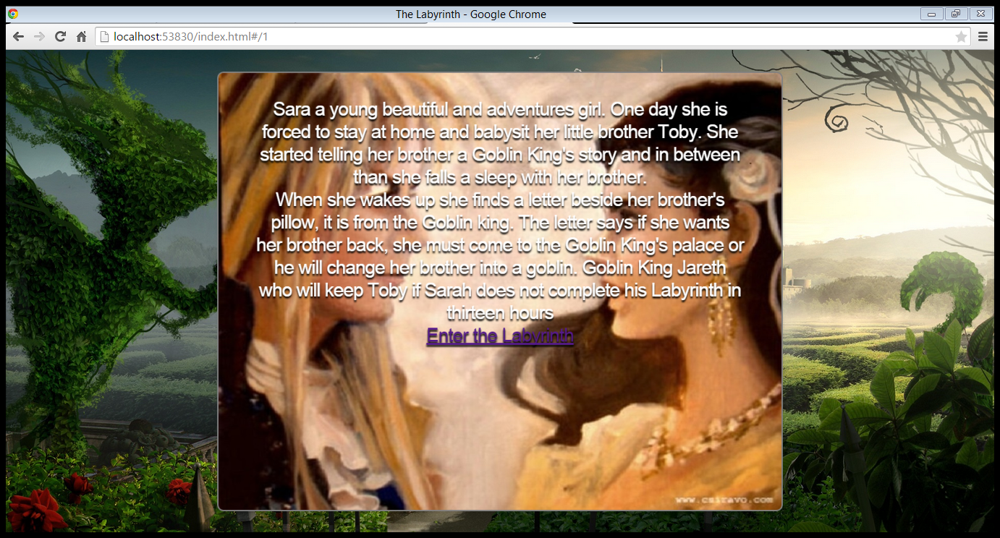 The Labyrinth - Google Chrome
localhost:53830/index.html#/1
Sara a young beautiful and adventures girl. One day she is
forced to stay at home and babysit her little brother Toby. She
started telling her brother a Goblin King's story and in between
than she falls a sleep with her brother.
When she wakes up she finds a letter beside her brother's
pillow, it is from the Goblin king. The letter says if she wants
her brother back, she must come to the Goblin King's palace or
he will change her brother into a goblin. Goblin King Jareth
who will keep Toby if Sarah does not complete his Labyrinth in
thirteen hours
Enter the Labyrinth
www.csiravo.com